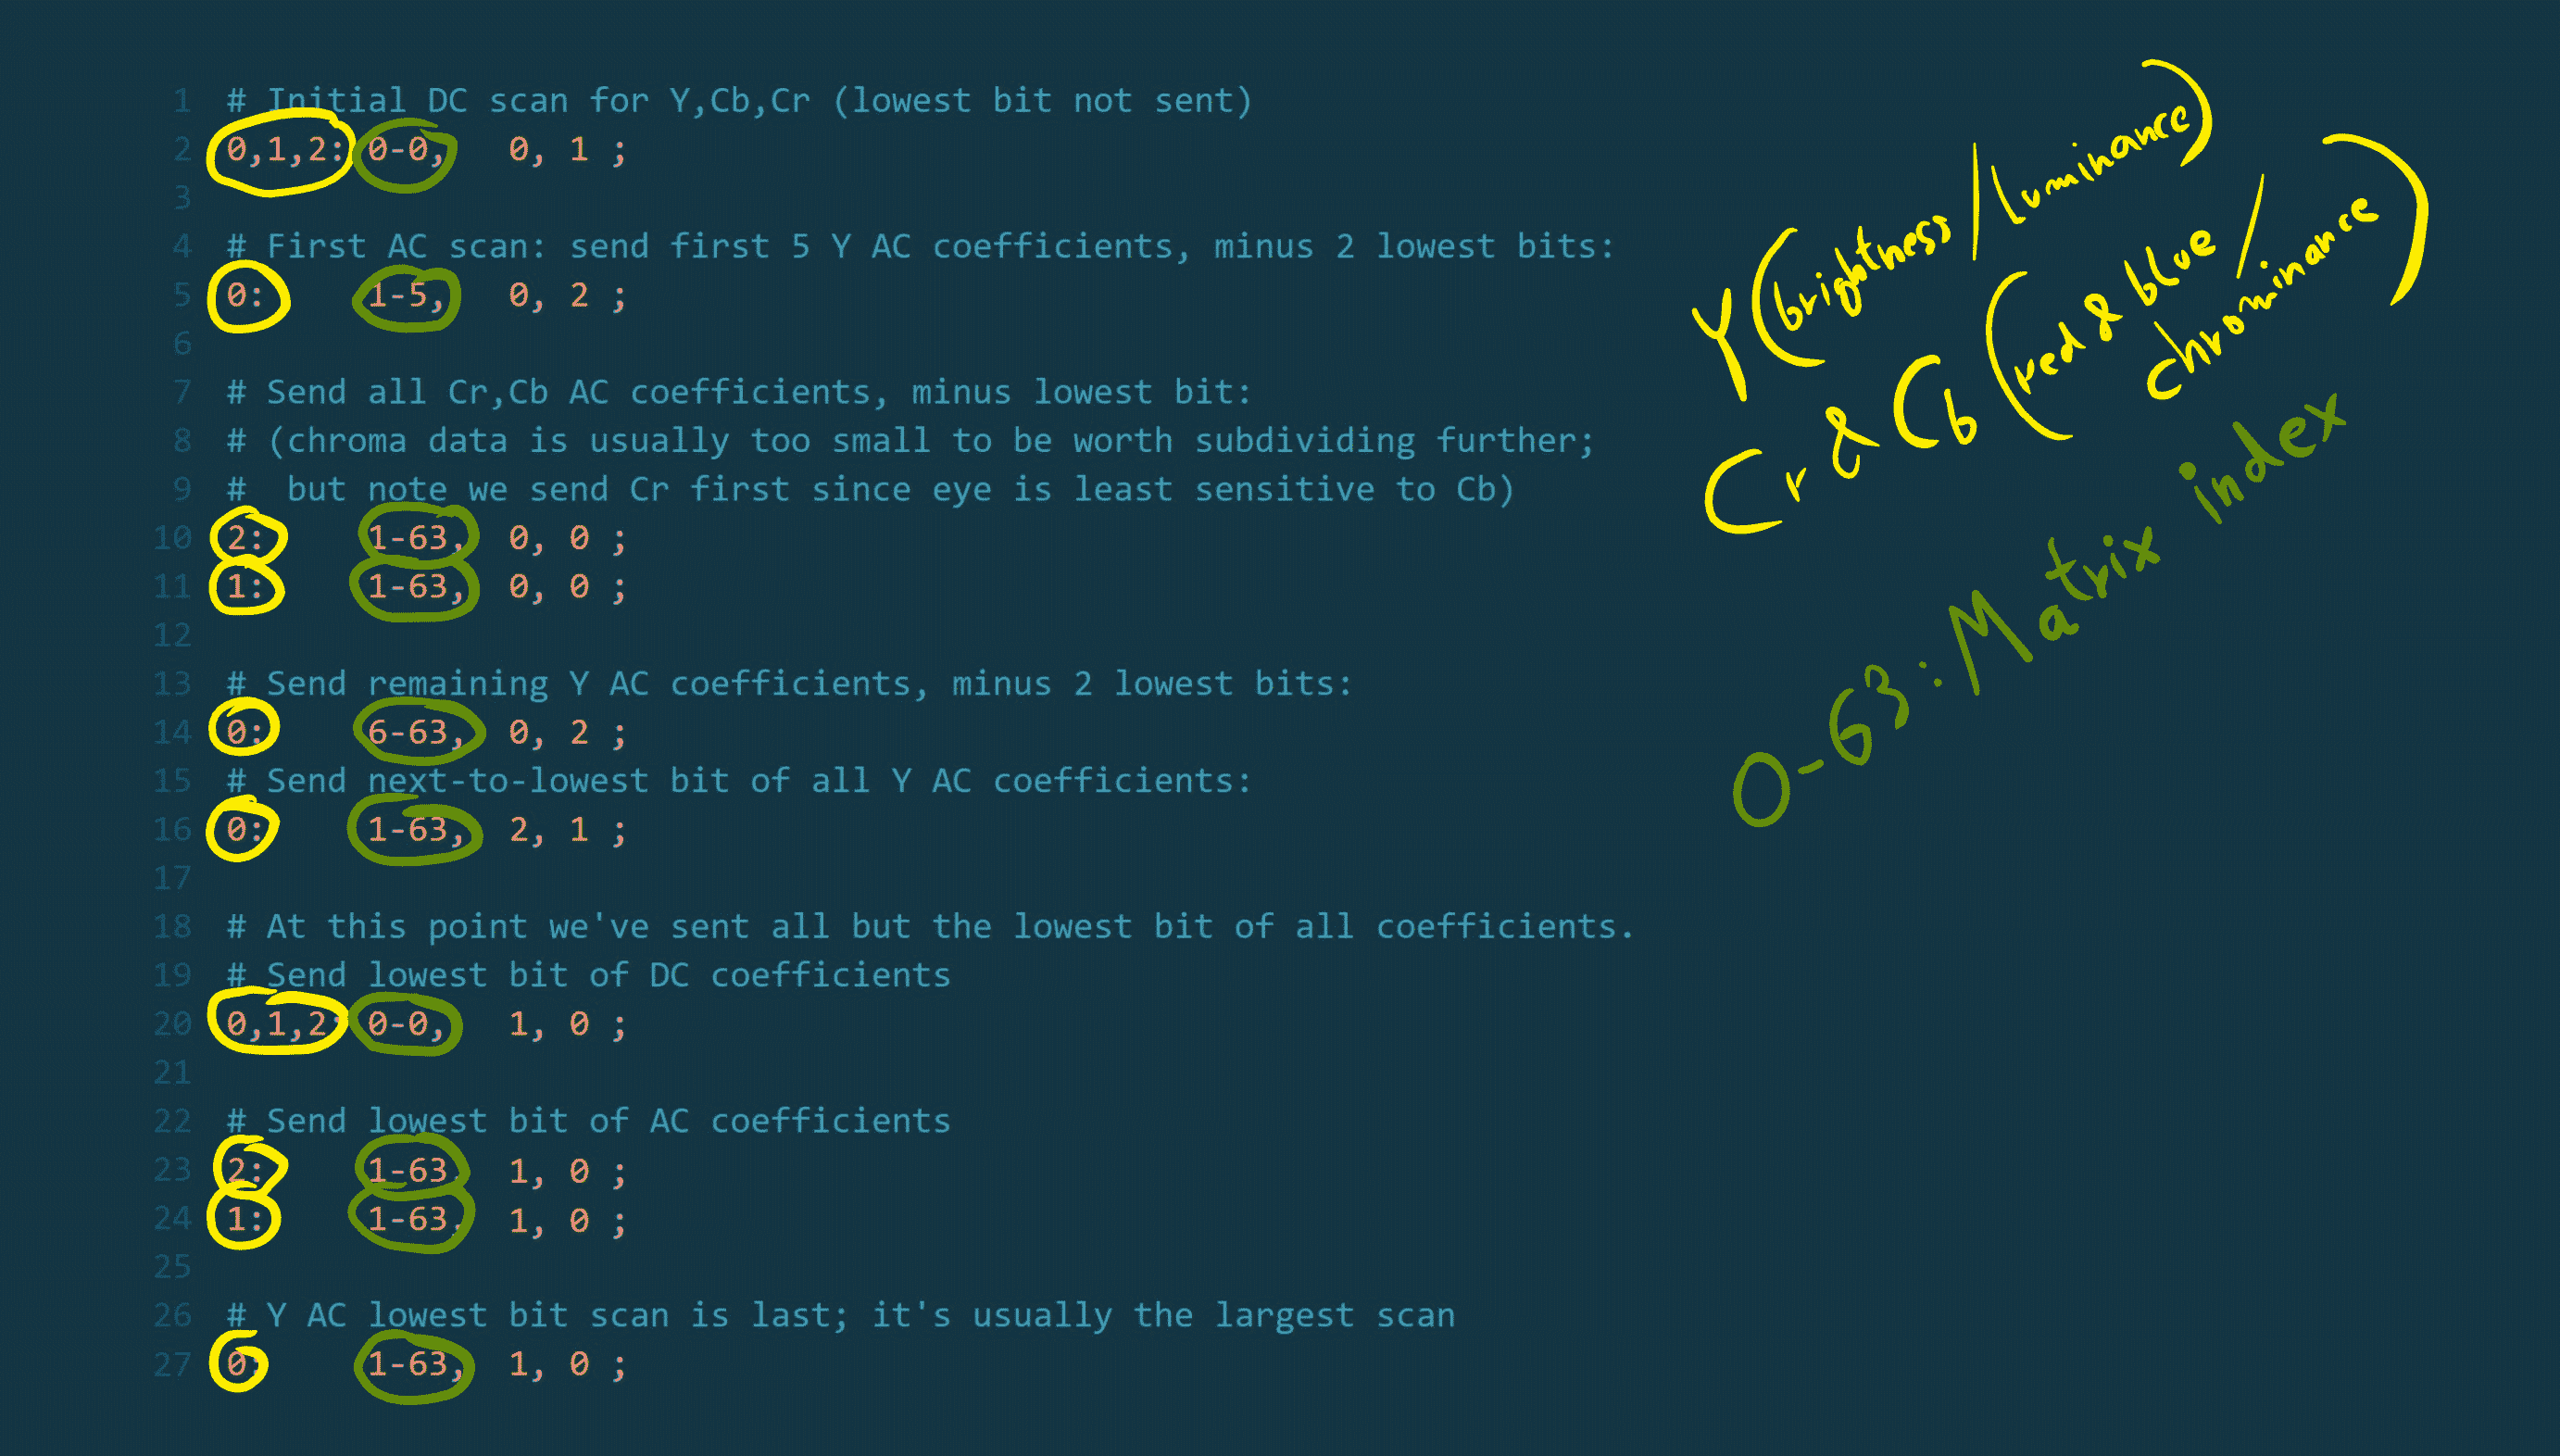 1 # Initial DC scan for Y,Cb,Cr (lowest bit not sent)
2 0,1,2: 0-0, 0, 1 ;
3
4 # First AC scan: send first 5 Y AC coefficients, minus 2 lowest bits:
5 0: 1-5, 0, 2 ;
6
7 # Send all Cr,Cb AC coefficients, minus lowest bit:
8 # (chroma data is usually too small to be worth subdividing further;
9 # but note we send Cr first since eye is least sensitive to Cb)
10 2: 1-63, 0, 0 ;
11 1: 1-63, 0, 0 ;
12
13 # Send remaining Y AC coefficients, minus 2 lowest bits:
14 0: 6-63, 0, 2 ;
15 # Send next-to-lowest bit of all Y AC coefficients:
16 0: 1-63, 2, 1 ;
17
18 # At this point we've sent all but the lowest bit of all coefficients.
19 # Send lowest bit of DC coefficients
20 0,1,2: 0-0, 1, 0 ;
21
22 # Send lowest bit of AC coefficients
23 2: 1-63, 1, 0 ;
24 1: 1-63, 1, 0 ;
25
26 # Y AC lowest bit scan is last; it's usually the largest scan
27 0: 1-63, 1, 0 ;
Y (brightness / luminance)
Cr & Cb (red & blue /
chrominance)
0-63: Matrix index